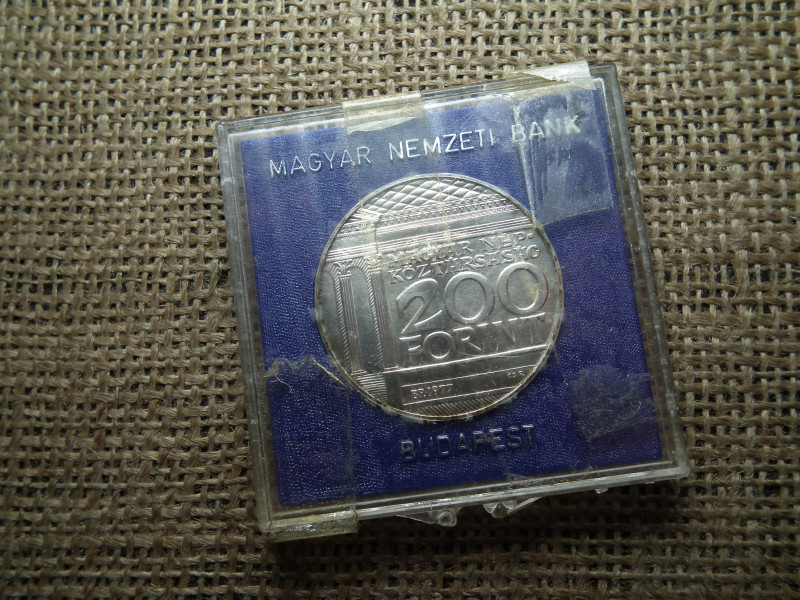 MAGYAR NEMZETI BANK
MAGYAR NÉP-
KÖZTÁRSASÁG
200
FORINT
BP.1977
BUDAPEST